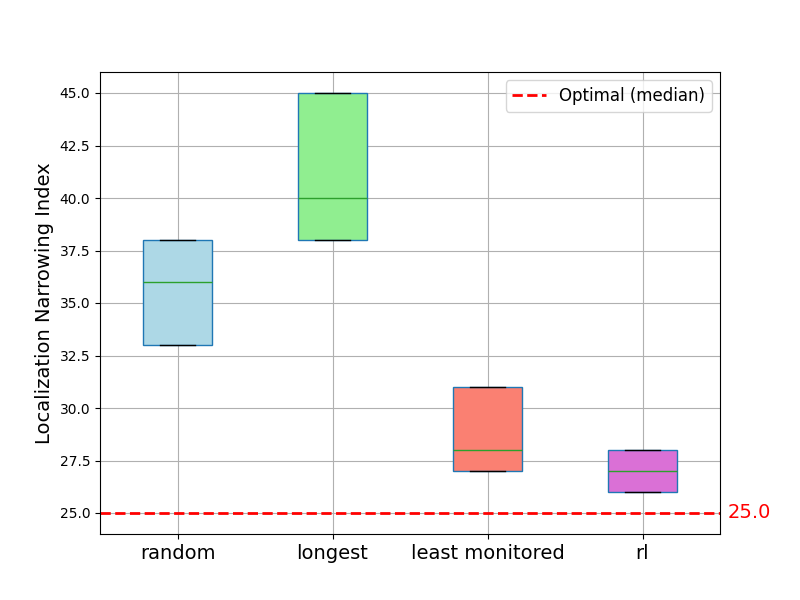 Optimal (median)
Localization Narrowing Index
45.0
42.5
40.0
37.5
35.0
32.5
30.0
27.5
25.0
25.0
random
longest
least monitored
rl